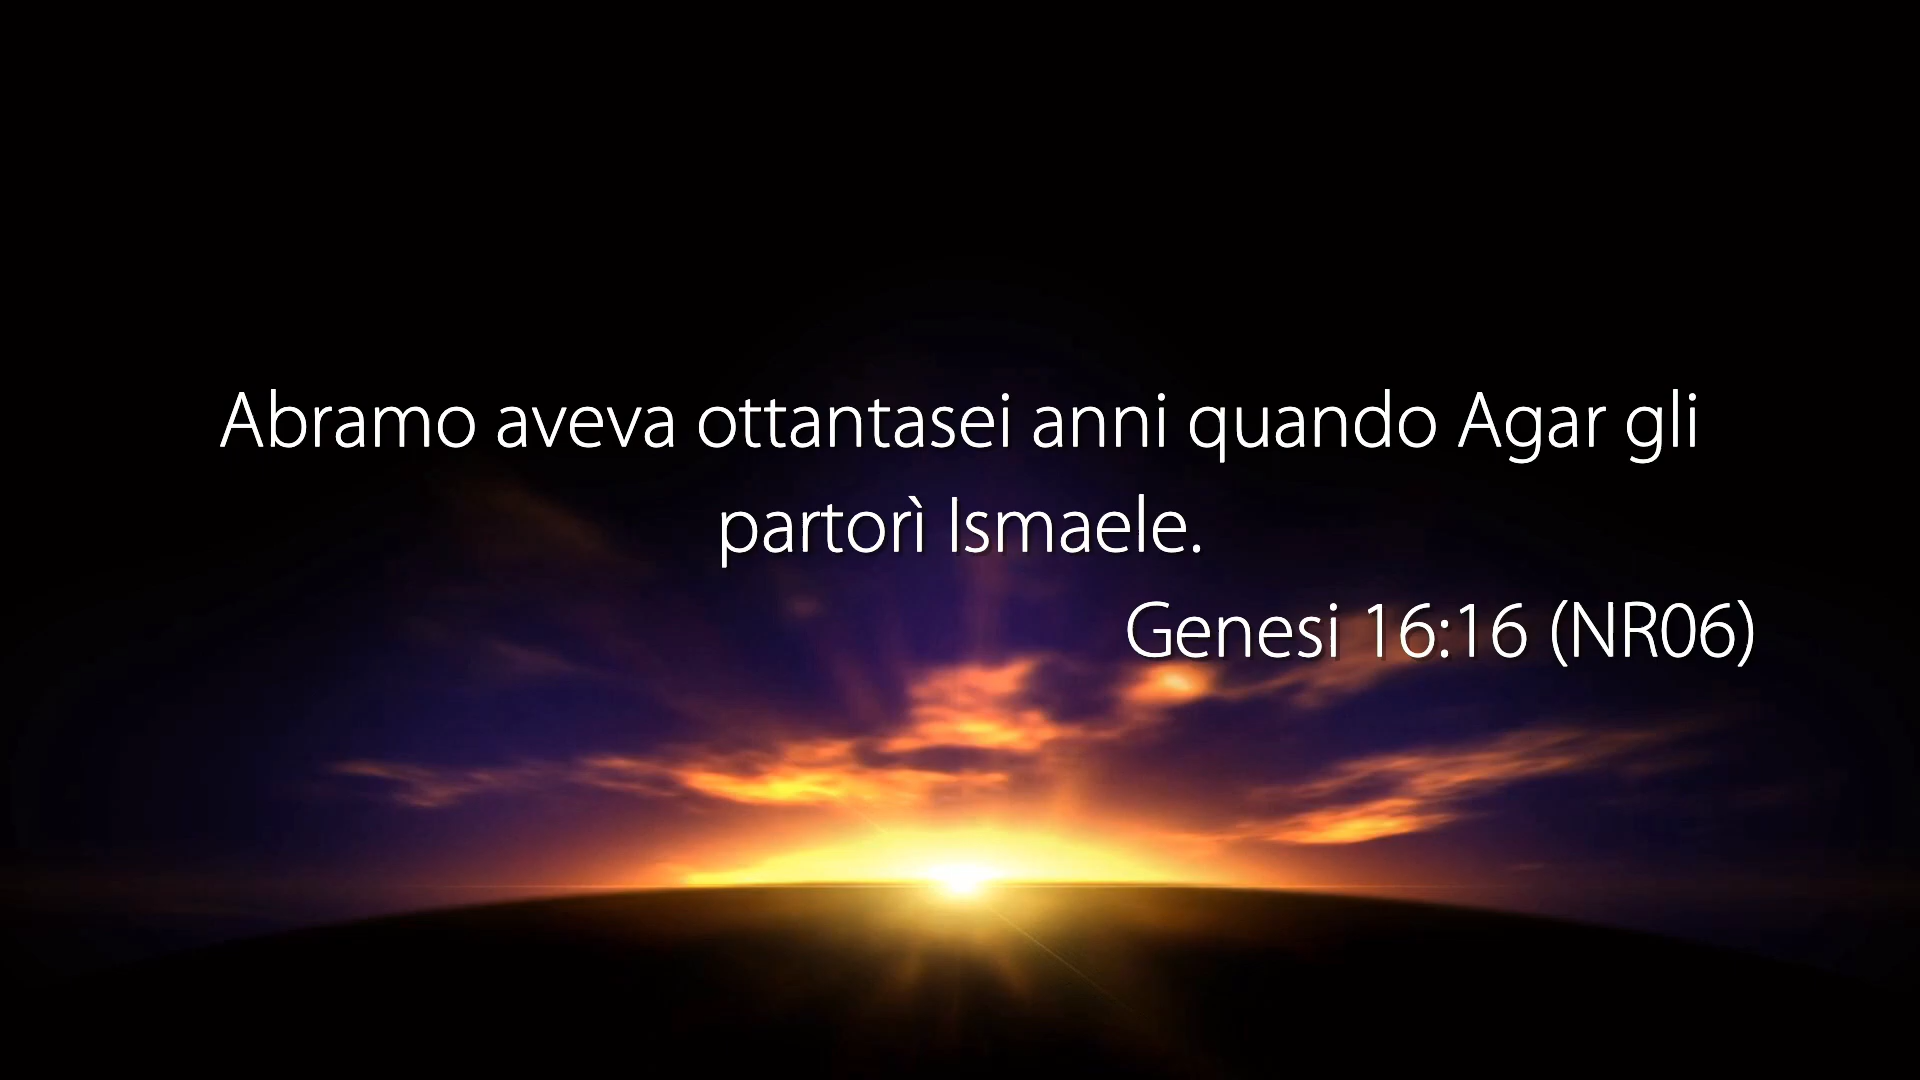 Abramo aveva ottantasei anni quando Agar gli
partorì Ismaele.
Genesi 16:16 (NR06)